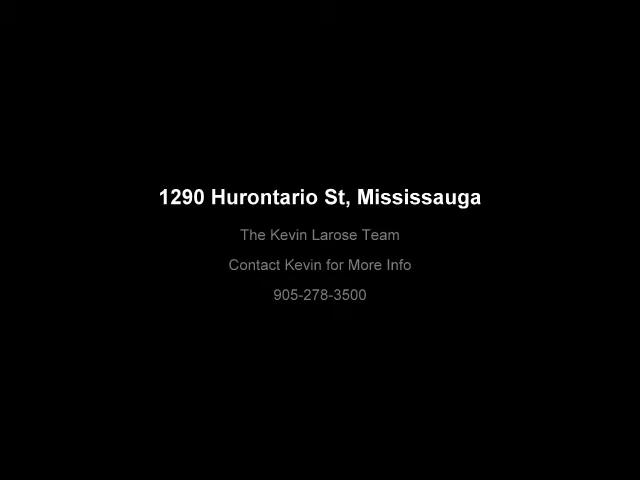 1290 Hurontario St, Mississauga
The Kevin Larose Team
Contact Kevin for More Info
905-278-3500